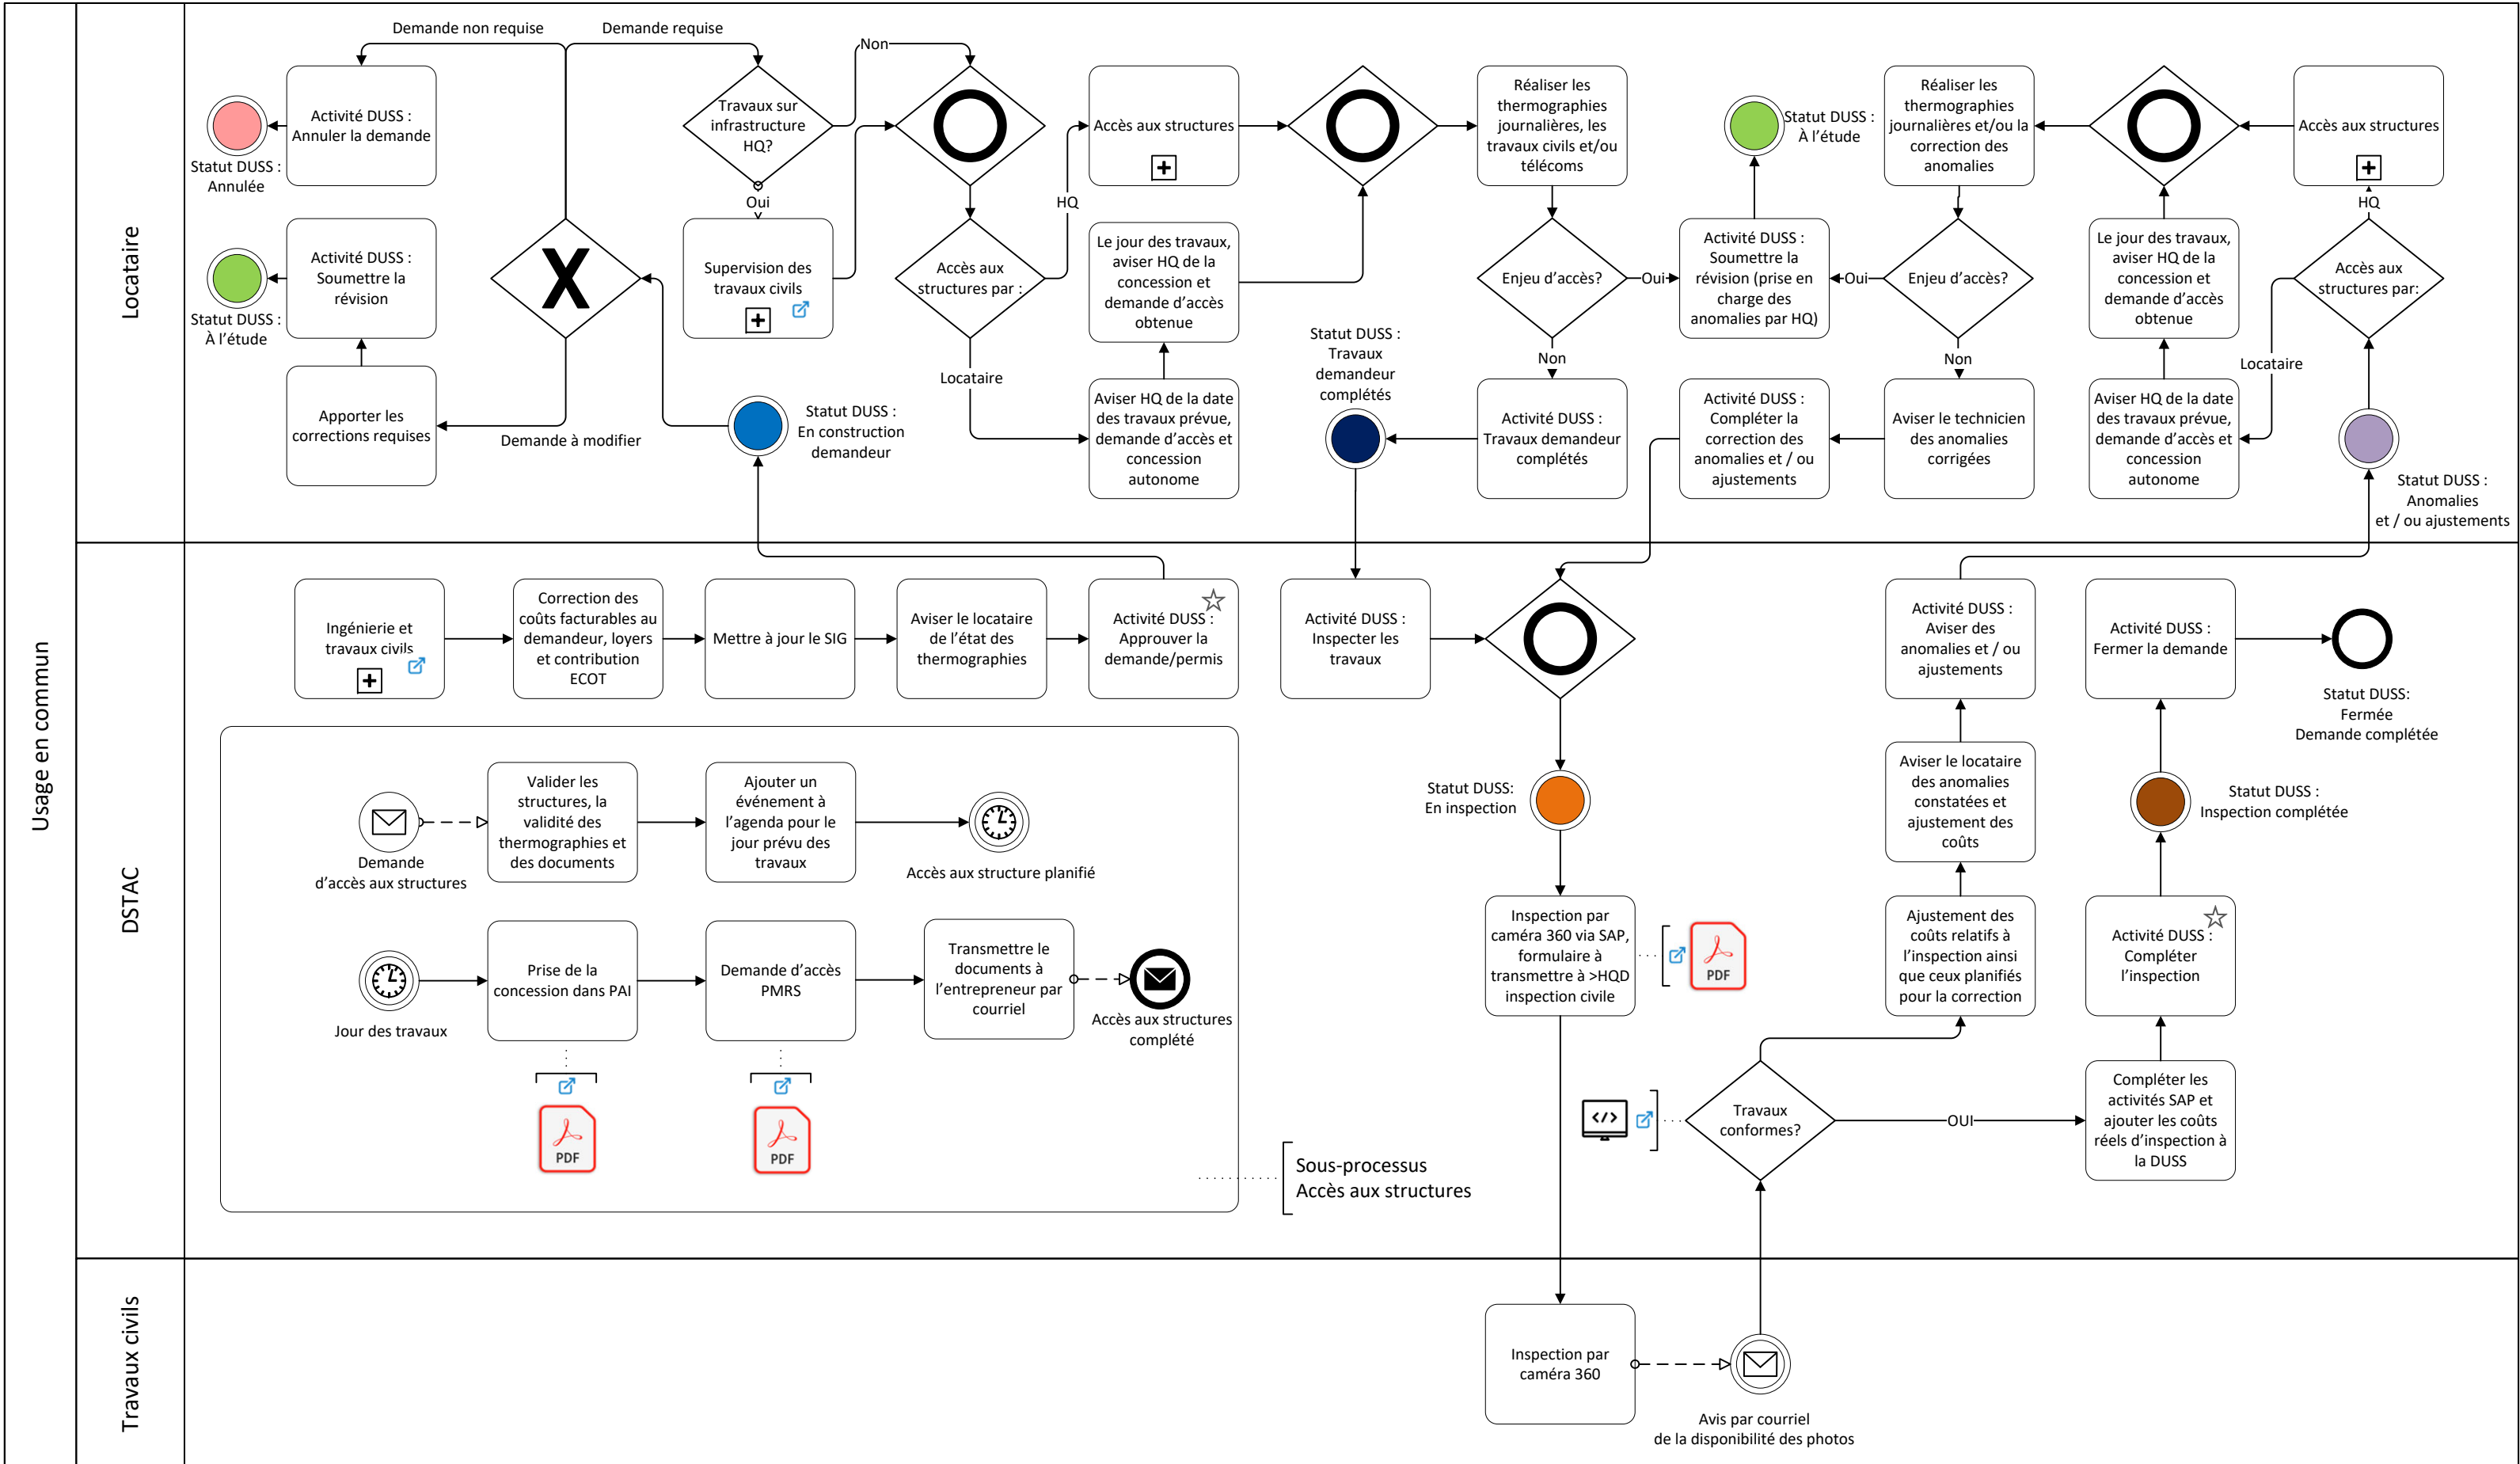 Usage en commun
Locataire
Demande non requise
Demande requise
Non
Activité DUSS :
Annuler la demande
Statut DUSS :
Annulée
Travaux sur
infrastructure
HQ?
Oui
Accès aux structures
HQ
Réaliser les
thermographies
journalières, les
travaux civils et/ou
télécoms
Statut DUSS :
À l’étude
Réaliser les
thermographies
journalières et/ou la
correction des
anomalies
Accès aux structures
HQ
Activité DUSS :
Soumettre la
révision
Statut DUSS :
À l’étude
X
Supervision des
travaux civils
Accès aux
structures par :
Le jour des travaux,
aviser HQ de la
concession et
demande d’accès
obtenue
Enjeu d’accès?
Oui
Activité DUSS :
Soumettre la
révision (prise en
charge des
anomalies par HQ)
Oui
Enjeu d’accès?
Le jour des travaux,
aviser HQ de la
concession et
demande d’accès
obtenue
Accès aux
structures par:
Statut DUSS :
Travaux
demandeur
complétés
Non
Non
Locataire
Locataire
Apporter les
corrections requises
Demande à modifier
Statut DUSS :
En construction
demandeur
Aviser HQ de la date
des travaux prévue,
demande d’accès et
concession
autonome
Activité DUSS :
Travaux demandeur
complétés
Activité DUSS :
Compléter la
correction des
anomalies et / ou
ajustements
Aviser le technicien
des anomalies
corrigées
Aviser HQ de la date
des travaux prévue,
demande d’accès et
concession
autonome
Statut DUSS :
Anomalies
et / ou ajustements
DSTAC
Ingénierie et
travaux civils
Correction des
coûts facturables au
demandeur, loyers
et contribution
ECOT
Mettre à jour le SIG
Aviser le locataire
de l’état des
thermographies
Activité DUSS :
Approuver la
demande/permis
Activité DUSS :
Inspecter les
travaux
Activité DUSS :
Aviser des
anomalies et / ou
ajustements
Activité DUSS :
Fermer la demande
Statut DUSS:
Fermée
Demande complétée
Demande
d’accès aux structures
Valider les
structures, la
validité des
thermographies et
des documents
Ajouter un
événement à
l’agenda pour le
jour prévu des
travaux
Accès aux structure planifié
Statut DUSS:
En inspection
Aviser le locataire
des anomalies
constatées et
ajustement des
coûts
Statut DUSS :
Inspection complétée
Jour des travaux
Prise de la
concession dans PAI
PDF
Demande d’accès
PMRS
PDF
Transmettre le
documents à
l’entrepreneur par
courriel
Accès aux structures
complété
Inspection par
caméra 360 via SAP,
formulaire à
transmettre à >HQD
inspection civile
PDF
Ajustement des
coûts relatifs à
l’inspection ainsi
que ceux planifiés
pour la correction
Activité DUSS :
Compléter
l’inspection
</>
Travaux
conformes?
OUI
Compléter les
activités SAP et
ajouter les coûts
réels d’inspection à
la DUSS
Sous-processus
Accès aux structures
Travaux civils
Inspection par
caméra 360
Avis par courriel
de la disponibilité des photos